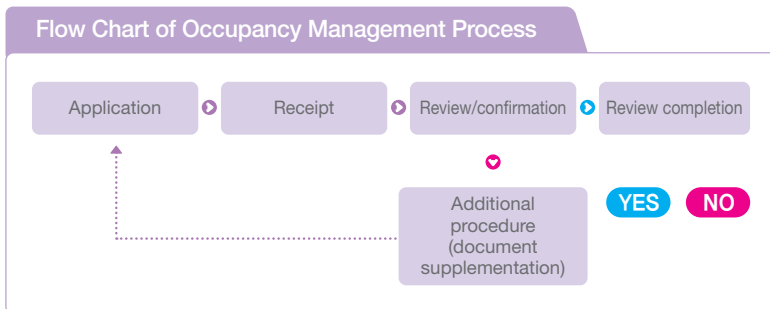 Flow Chart of Occupancy Management Process
Application
Receipt
Review/confirmation
Review completion
Additional
procedure
(document
supplementation)
YES
NO